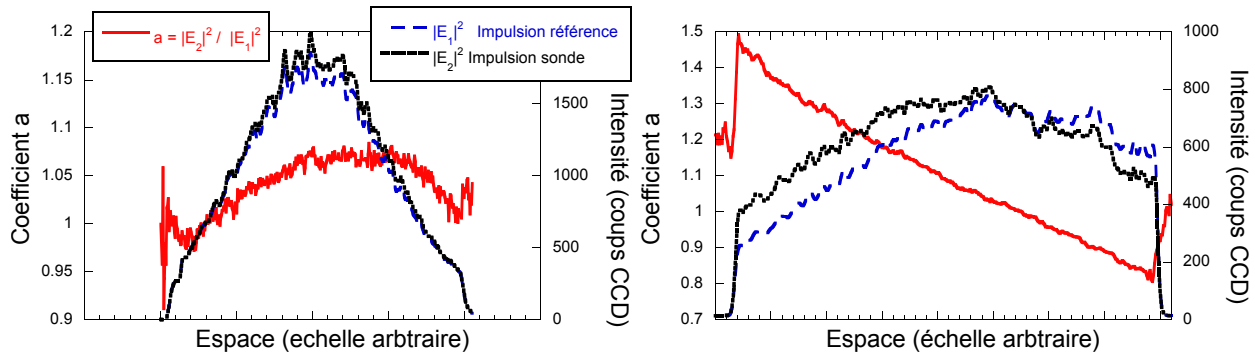 a = |E2|² / |E1|²
|E1|² Impulsion référence
|E2|² Impulsion sonde
Coefficient a
1.2
1.15
1.1
1.05
1
0.95
0.9
1500
1000
500
0
Intensité (coups CCD)
Espace (echelle arbtraire)
Coefficient a
1.5
1.4
1.3
1.2
1.1
1
0.9
0.8
0.7
1000
800
600
400
200
0
Intensité (coups CCD)
Espace (échelle arbitraire)